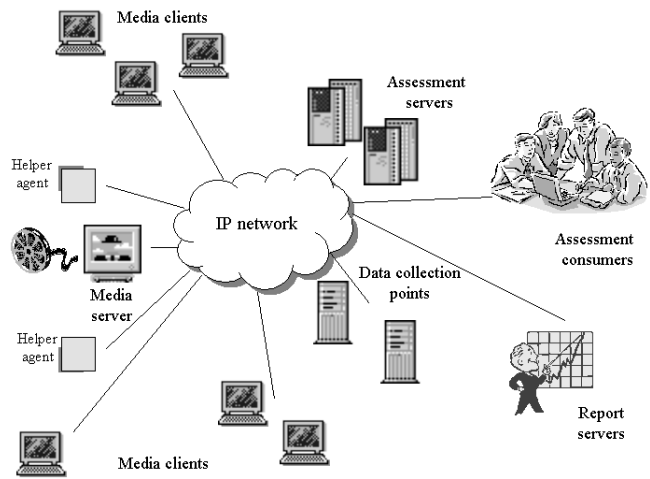 Media clients
Assessment
servers
Helper
agent
IP network
Assessment
consumers
Media
server
Data collection
points
Helper
agent
Report
servers
Media clients